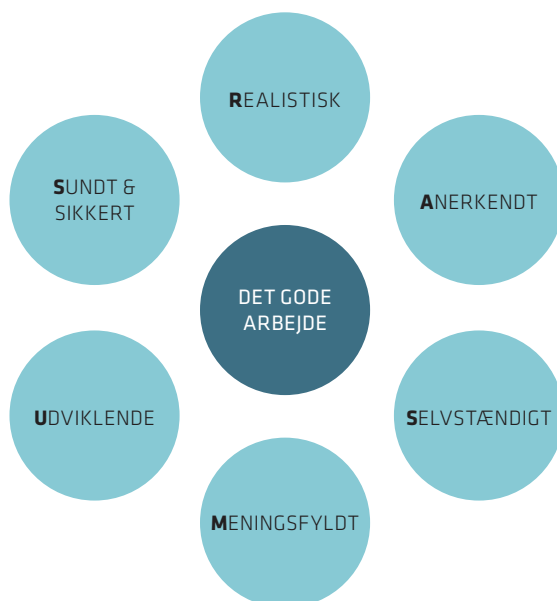 REALISTISK
SUNDT &
SIKKERT
ANERKENDT
DET GODE
ARBEJDE
UDVIKLENDE
SELVSTÆNDIGT
MENINGSFYLDT